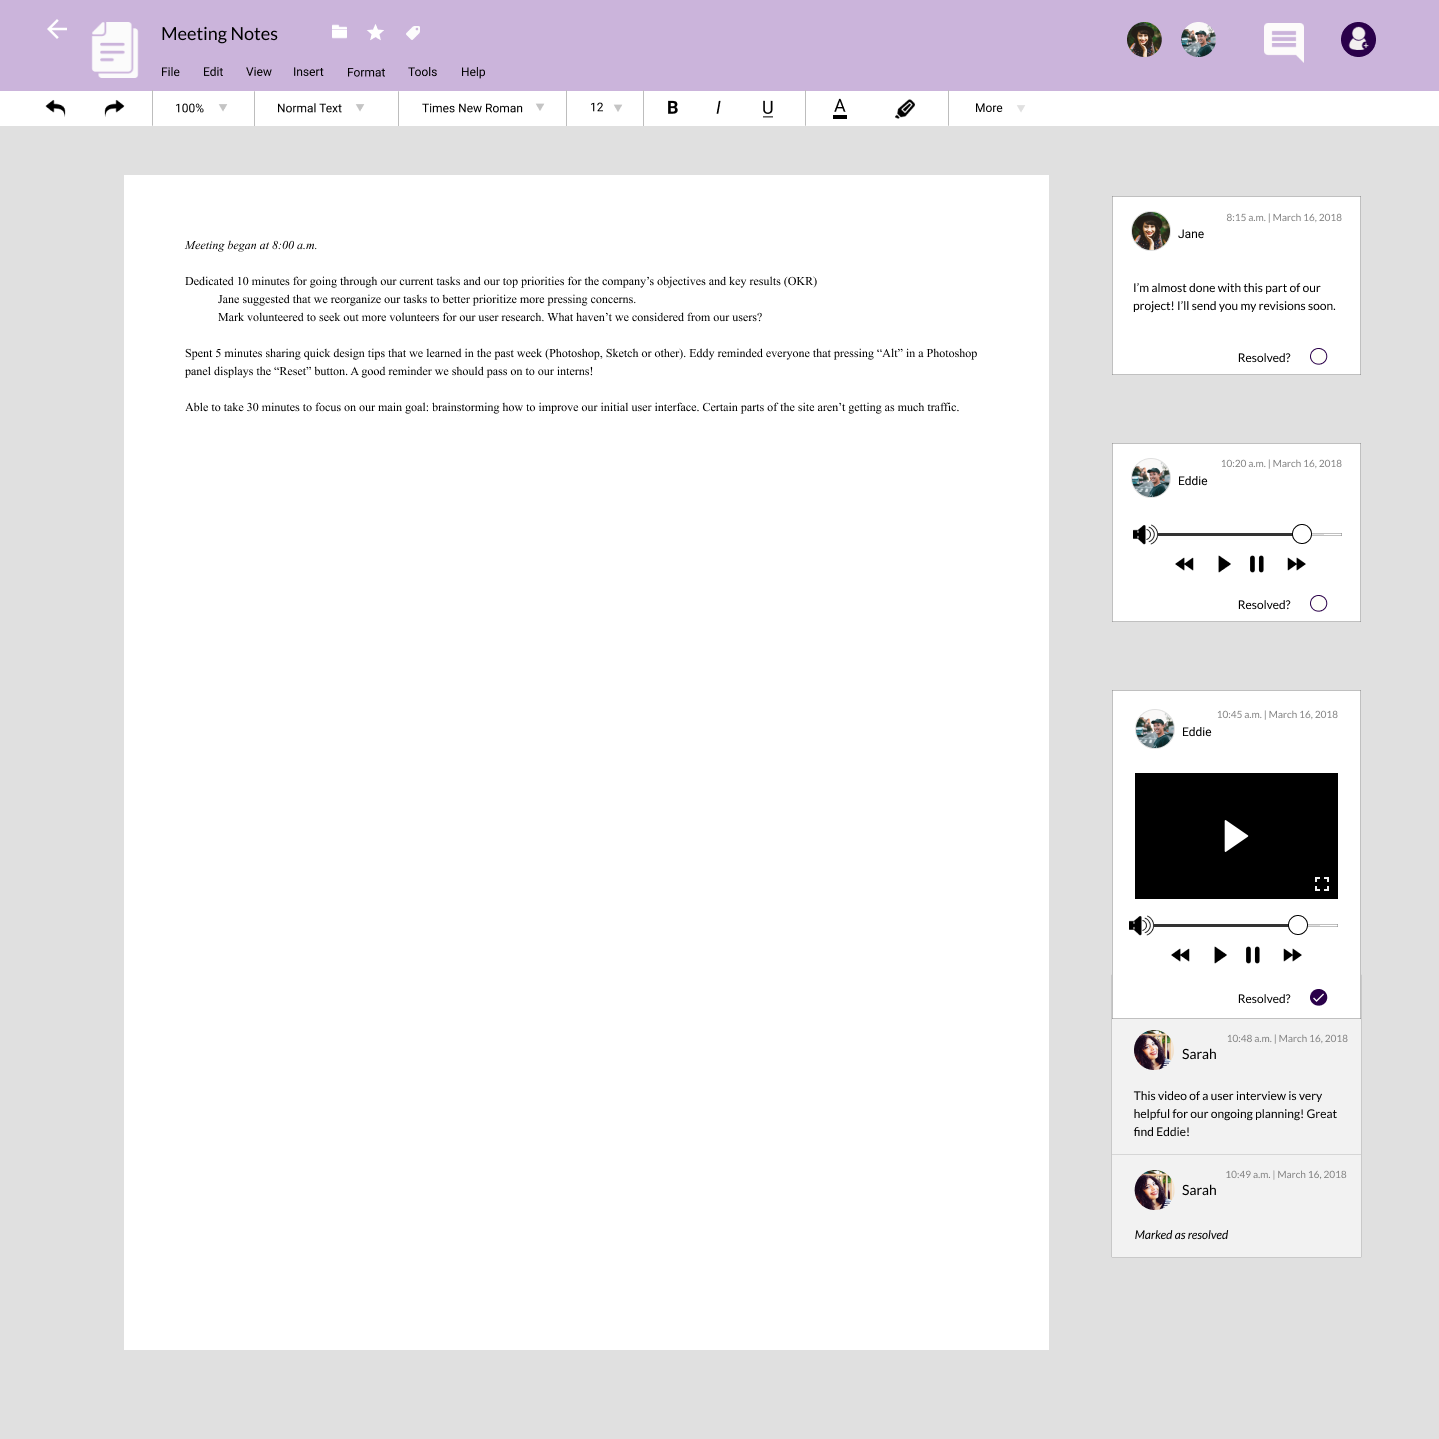 Meeting Notes
File Edit View Insert Format Tools Help
100% Normal Text Times New Roman 12 B I U A More
Meeting began at 8:00 a.m.
Dedicated 10 minutes for going through our current tasks and our top priorities for the company’s objectives and key results (OKR)
Jane suggested that we reorganize our tasks to better prioritize more pressing concerns.
Mark volunteered to seek out more volunteers for our user research. What haven’t we considered from our users?
Spent 5 minutes sharing quick design tips that we learned in the past week (Photoshop, Sketch or other). Eddy reminded everyone that pressing “Alt” in a Photoshop
panel displays the “Reset” button. A good reminder we should pass on to our interns!
Able to take 30 minutes to focus on our main goal: brainstorming how to improve our initial user interface. Certain parts of the site aren’t getting as much traffic.
8:15 a.m. | March 16, 2018
Jane
I’m almost done with this part of our
project! I’ll send you my revisions soon.
Resolved?
10:20 a.m. | March 16, 2018
Eddie
Resolved?
10:45 a.m. | March 16, 2018
Eddie
Resolved?
10:48 a.m. | March 16, 2018
Sarah
This video of a user interview is very
helpful for our ongoing planning! Great
find Eddie!
10:49 a.m. | March 16, 2018
Sarah
Marked as resolved